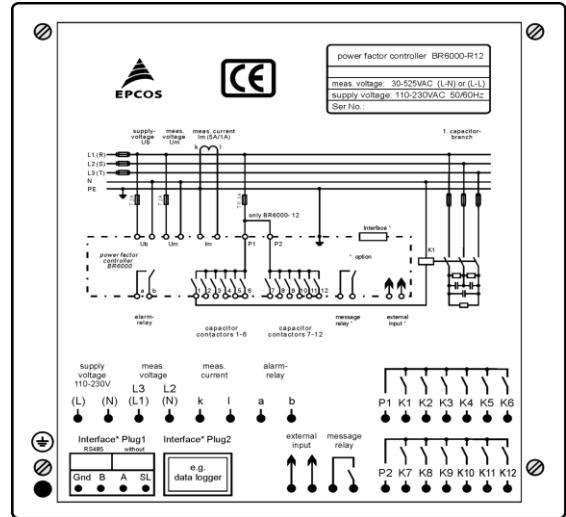 EPCOS
CE
power factor controller BR6000-R12
meas. voltage: 30-525VAC (L-N) or (L-L)
supply voltage: 110-230VAC 50/60Hz
Ser.No.:
supply-
voltage
Ub
meas.
voltage
Um
meas. current
Im (5A/1A)
k l
1. capacitor-
branch
L1 (R)
L2 (S)
L3 (T)
N
PE
only BR6000- 12
Interface *
Ub Um Im P1 P2
K1
power factor
controller
BR6000
* option
a b
1 2 3 4 5 6
7 8 9 10 11 12
alarm-
relay
capacitor
contactors 1-6
capacitor
contactors 7-12
message
relay *
external
input *
supply
voltage
110-230V
meas.
voltage
meas.
current
alarm-
relay
L3 L2
(L) (N) (L1) (N) k l a b
P1 K1 K2 K3 K4 K5 K6
Interface* Plug1
RS485 without
Gnd B A SL
Interface* Plug2
e.g.
data logger
external
input
message
relay
P2 K7 K8 K9 K10 K11 K12